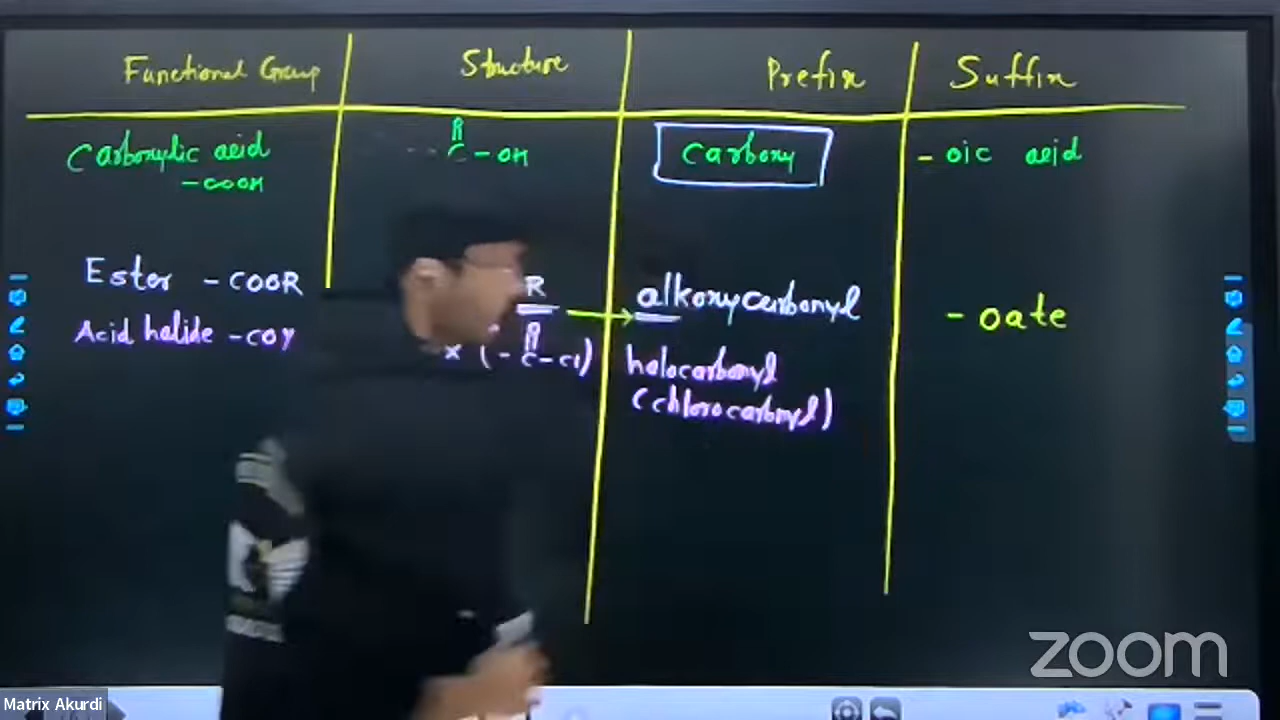 Functional Group Structure Prefix Suffix
Carboxylic acid - C - OH carboxy - oic acid
- COOH
Ester - COOR R alkoxycarbonyl - oate
Acid halide - COX X (- C - Cl) halocarbonyl
(chlorocarbonyl)
zoom
Matrix Akurdi